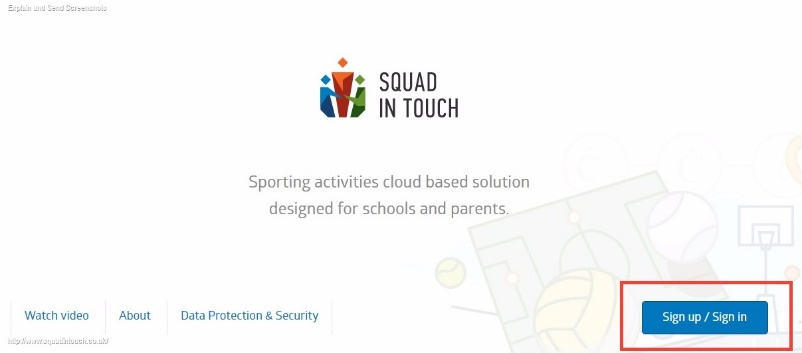 Explain and Send Screenshots
SQUAD
IN TOUCH
Sporting activities cloud based solution
designed for schools and parents.
Watch video
About
Data Protection & Security
Sign up / Sign in
http://www.squadintouch.co.uk/